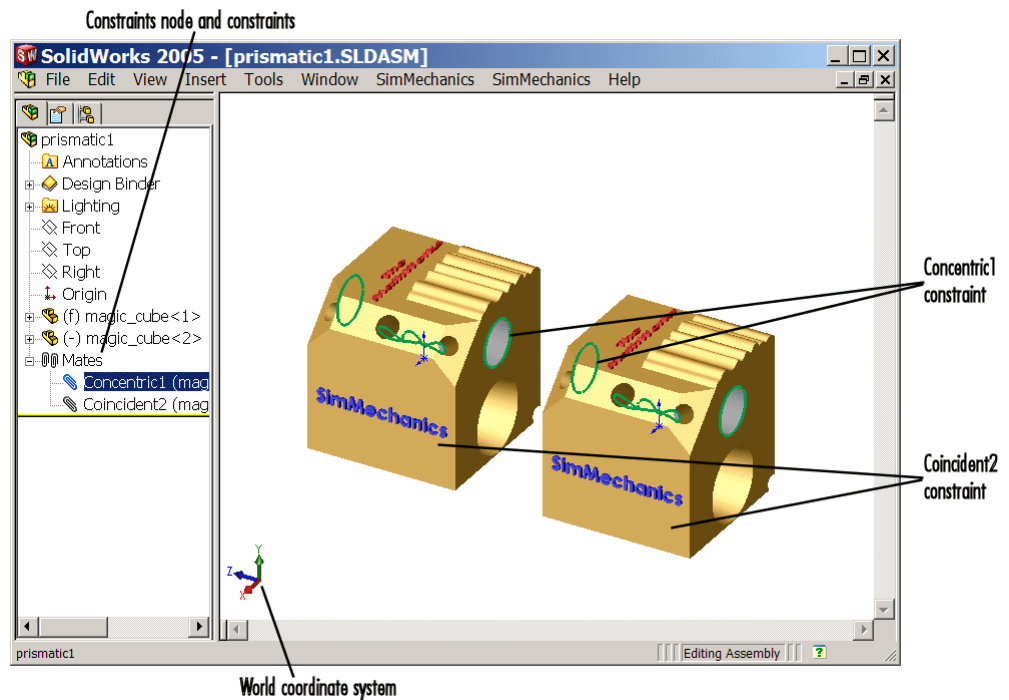 Constraints node and constraints
SolidWorks 2005 - [prismatic1.SLDASM]
File Edit View Insert Tools Window SimMechanics SimMechanics Help
prismatic1
A Annotations
Design Binder
Lighting
Front
Top
Right
Origin
(f) magic_cube<1>
(-) magic_cube<2>
Mates
Concentric1 (mag
Coincident2 (mag
SimMechanics
SimMechanics
Concentric1
constraint
Coincident2
constraint
Y
Z
X
prismatic1
Editing Assembly
?
World coordinate system